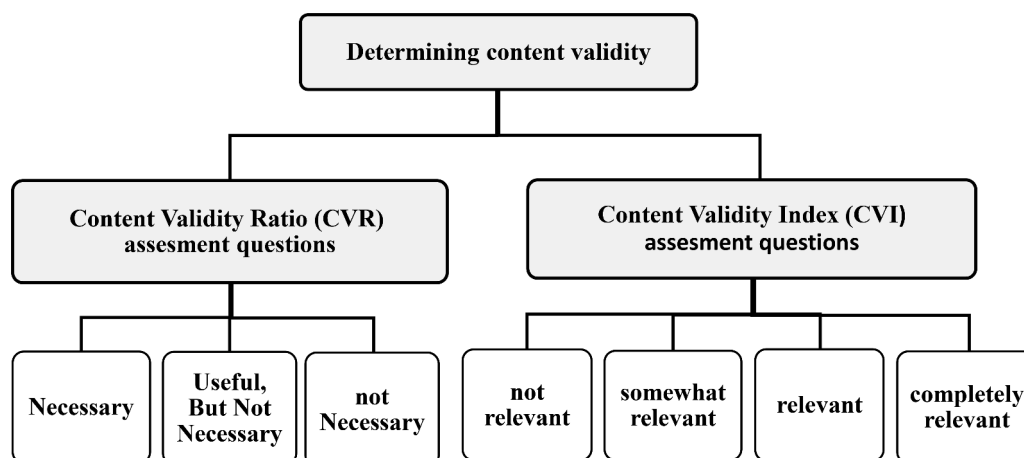 Determining content validity
Content Validity Ratio (CVR)
assesment questions
Content Validity Index (CVI)
assesment questions
Necessary
Useful,
But Not
Necessary
not
Necessary
not
relevant
somewhat
relevant
relevant
completely
relevant